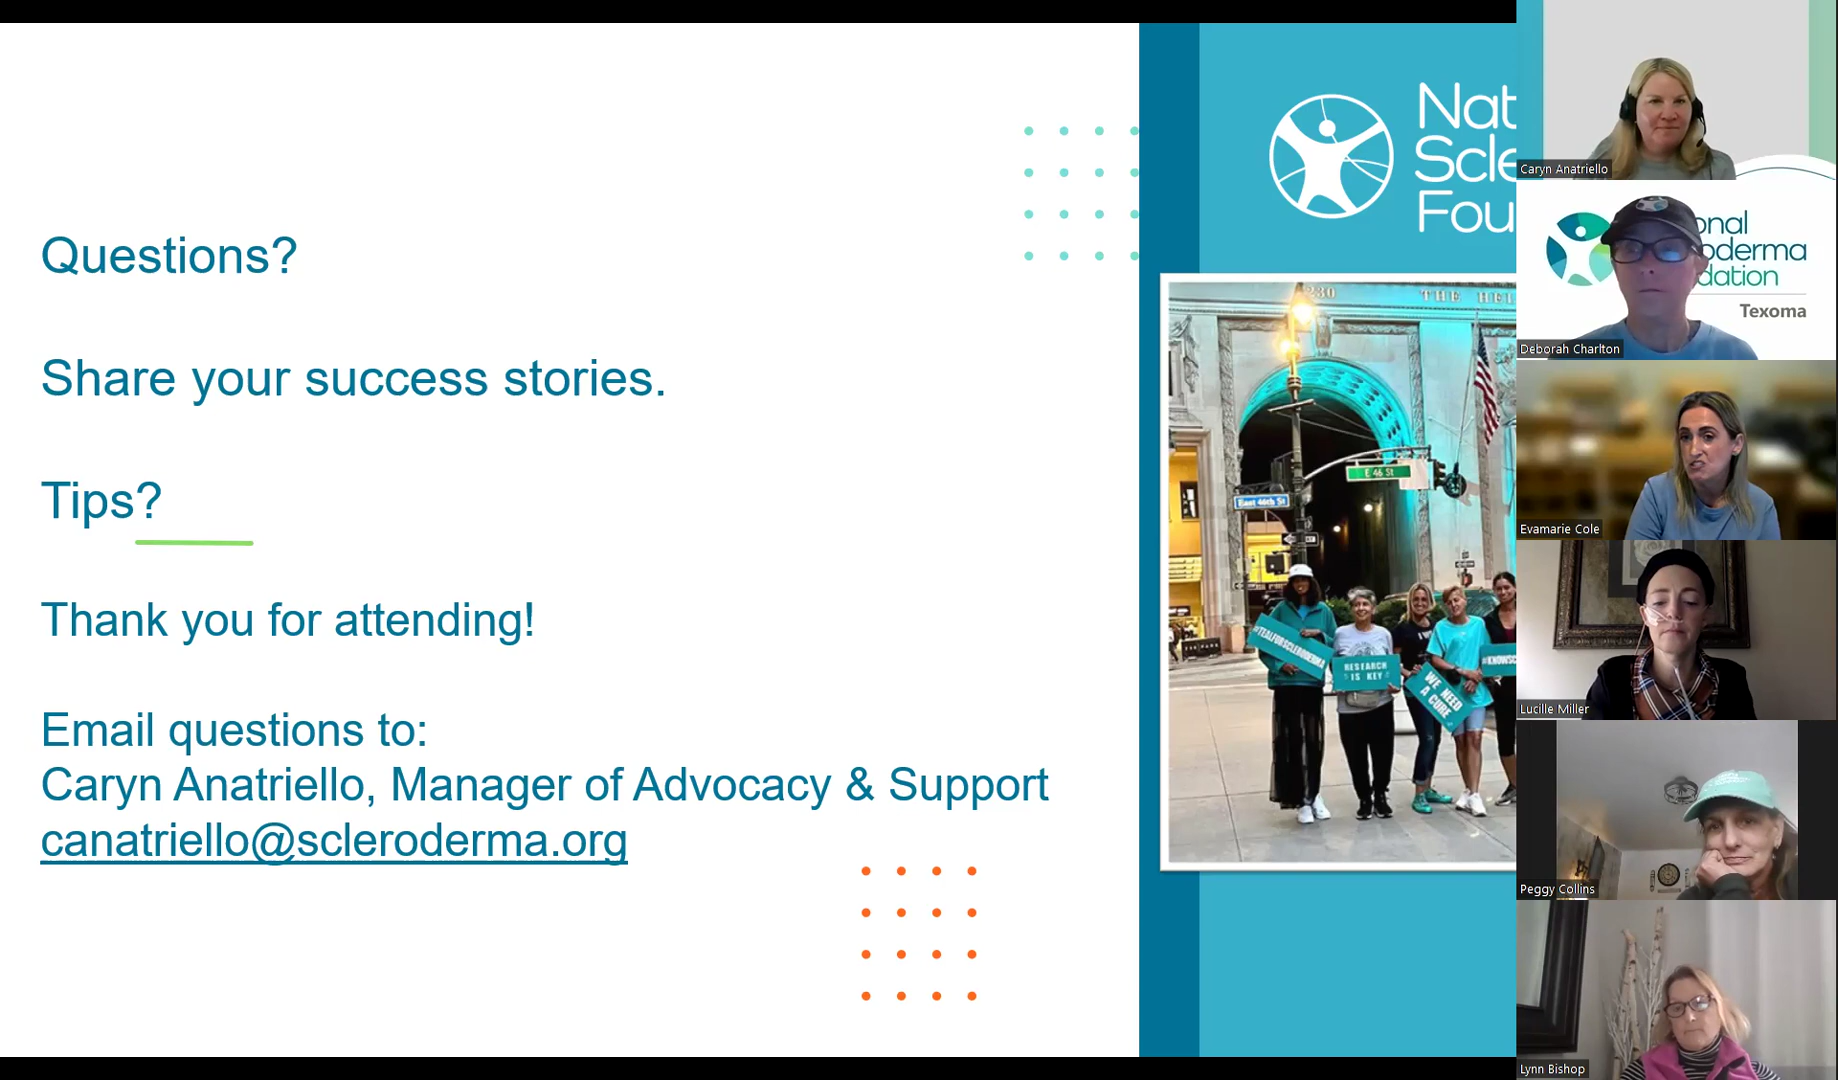 Questions?
Share your success stories.
Tips?
Thank you for attending!
Email questions to:
Caryn Anatriello, Manager of Advocacy & Support
canatriello@scleroderma.org
Nat
Scle
Fou
230
THE HEL
E 46 St
East 46th St
#TEALFORSCLERODERMA
RESEARCH
IS KEY
WE NEED
A CURE
#KNOWSC
Caryn Anatriello
onal
oderma
dation
Texoma
Deborah Charlton
Evamarie Cole
Lucille Miller
Peggy Collins
Lynn Bishop